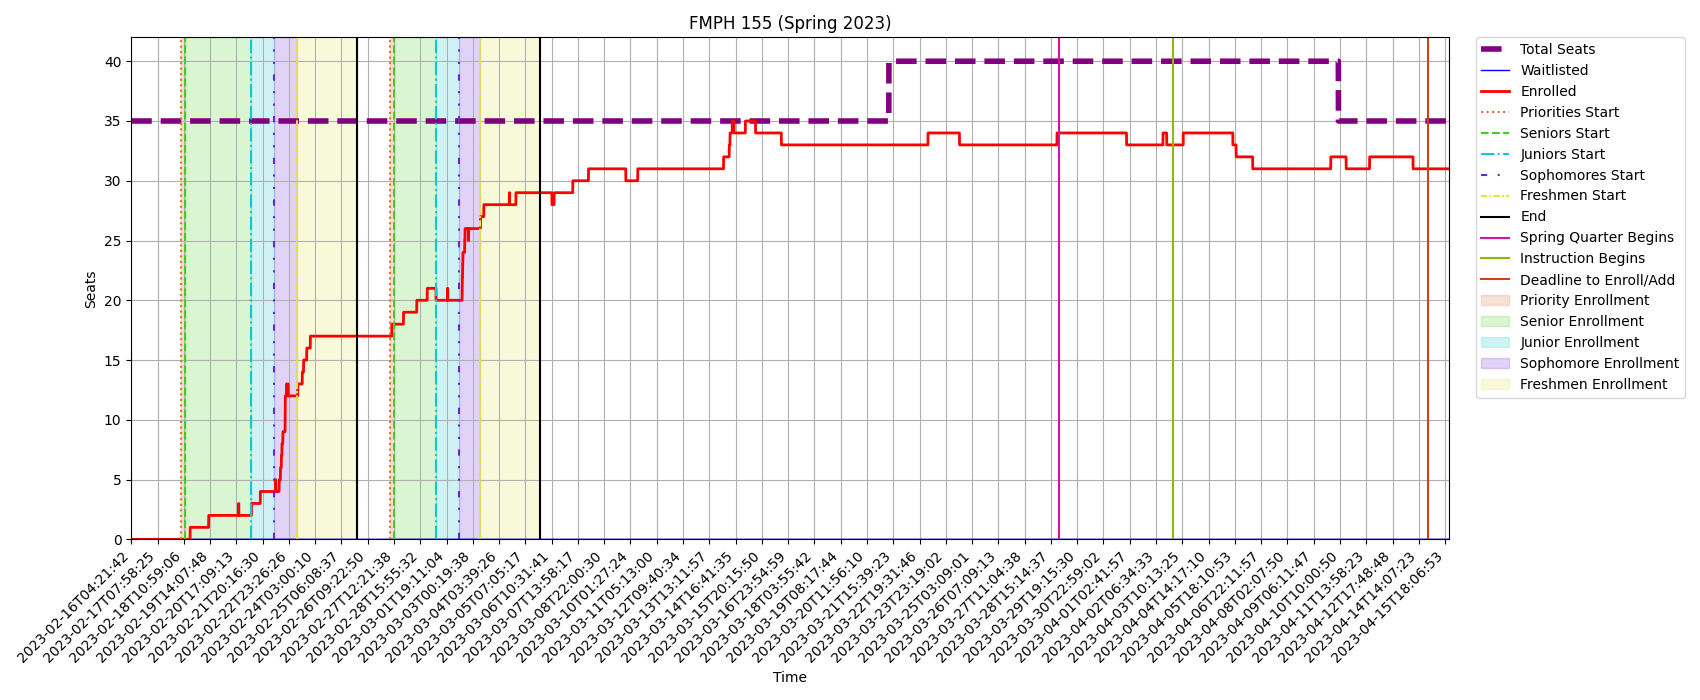 FMPH 155 (Spring 2023)
Seats
40
35
30
25
20
15
10
5
0
2023-02-16T04:21:42
2023-02-17T07:58:25
2023-02-18T10:59:06
2023-02-19T14:07:48
2023-02-20T17:09:13
2023-02-21T20:16:30
2023-02-22T23:26:26
2023-02-24T03:00:10
2023-02-25T06:08:37
2023-02-26T09:22:50
2023-02-27T12:21:38
2023-02-28T15:55:32
2023-03-01T19:11:04
2023-03-03T00:19:38
2023-03-04T03:39:26
2023-03-05T07:05:17
2023-03-06T10:31:41
2023-03-07T13:58:17
2023-03-08T22:00:30
2023-03-10T01:27:24
2023-03-11T05:13:00
2023-03-12T09:40:34
2023-03-13T13:11:57
2023-03-14T16:41:35
2023-03-15T20:15:50
2023-03-16T23:54:59
2023-03-18T03:55:42
2023-03-19T08:17:44
2023-03-20T11:56:10
2023-03-21T15:39:23
2023-03-22T19:31:46
2023-03-23T23:19:02
2023-03-25T03:09:01
2023-03-26T07:09:13
2023-03-27T11:04:38
2023-03-28T15:14:37
2023-03-29T19:15:30
2023-03-30T22:59:02
2023-04-01T02:41:57
2023-04-02T06:34:33
2023-04-03T10:13:25
2023-04-04T14:17:10
2023-04-05T18:10:53
2023-04-06T22:11:57
2023-04-08T02:07:50
2023-04-09T06:11:47
2023-04-10T10:00:50
2023-04-11T13:58:23
2023-04-12T17:48:48
2023-04-14T14:07:23
2023-04-15T18:06:53
Time
Total Seats
Waitlisted
Enrolled
Priorities Start
Seniors Start
Juniors Start
Sophomores Start
Freshmen Start
End
Spring Quarter Begins
Instruction Begins
Deadline to Enroll/Add
Priority Enrollment
Senior Enrollment
Junior Enrollment
Sophomore Enrollment
Freshmen Enrollment